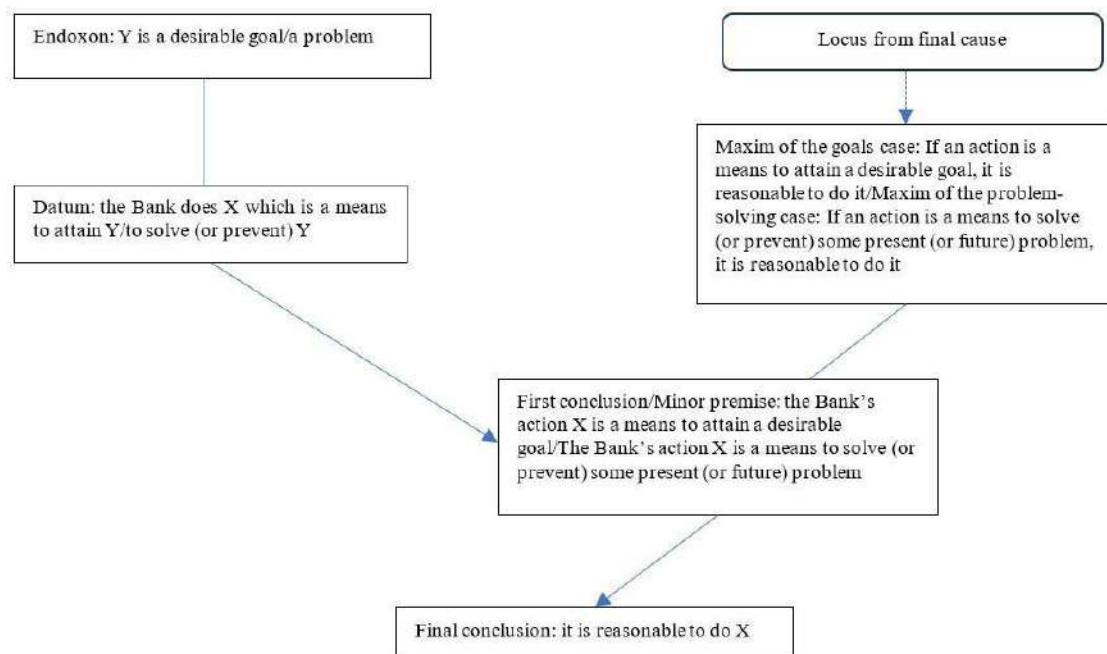 Endoxon: Y is a desirable goal/a problem
Locus from final cause
Maxim of the goals case: If an action is a
means to attain a desirable goal, it is
reasonable to do it/Maxim of the problem-
solving case: If an action is a means to solve
(or prevent) some present (or future) problem,
it is reasonable to do it
Datum: the Bank does X which is a means
to attain Y/to solve (or prevent) Y
First conclusion/Minor premise: the Bank’s
action X is a means to attain a desirable
goal/The Bank’s action X is a means to solve (or
prevent) some present (or future) problem
Final conclusion: it is reasonable to do X